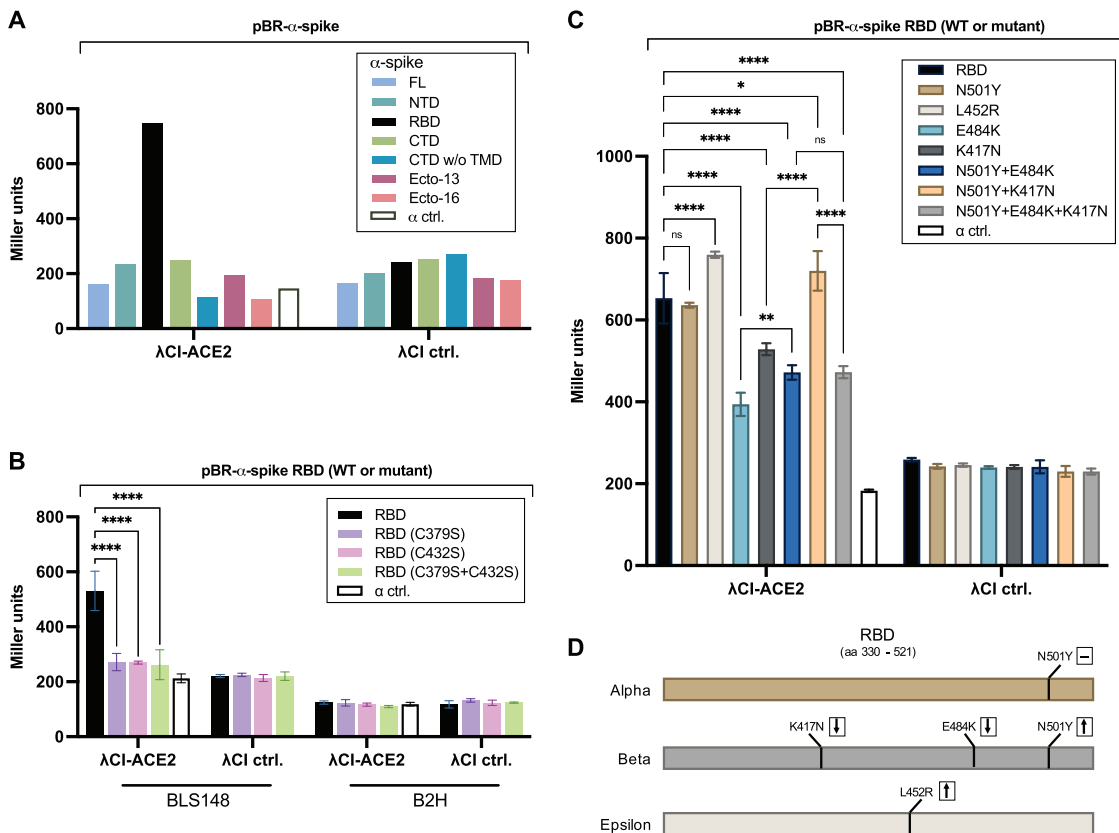 A
pBR-α-spike
α-spike
FL
NTD
RBD
CTD
CTD w/o TMD
Ecto-13
Ecto-16
α ctrl.
Miller units
800
600
400
200
0
λCI-ACE2
λCI ctrl.
B
pBR-α-spike RBD (WT or mutant)
RBD
RBD (C379S)
RBD (C432S)
RBD (C379S+C432S)
α ctrl.
****
****
****
Miller units
800
600
400
200
0
λCI-ACE2
λCI ctrl.
λCI-ACE2
λCI ctrl.
BLS148
B2H
C
pBR-α-spike RBD (WT or mutant)
RBD
N501Y
L452R
E484K
K417N
N501Y+E484K
N501Y+K417N
N501Y+E484K+K417N
α ctrl.
****
*
****
ns
****
****
****
****
****
ns
**
Miller units
1000
800
600
400
200
0
λCI-ACE2
λCI ctrl.
D
RBD
(aa 330 - 521)
N501Y –
Alpha
K417N ↓
E484K ↓
N501Y ↑
Beta
L452R ↑
Epsilon